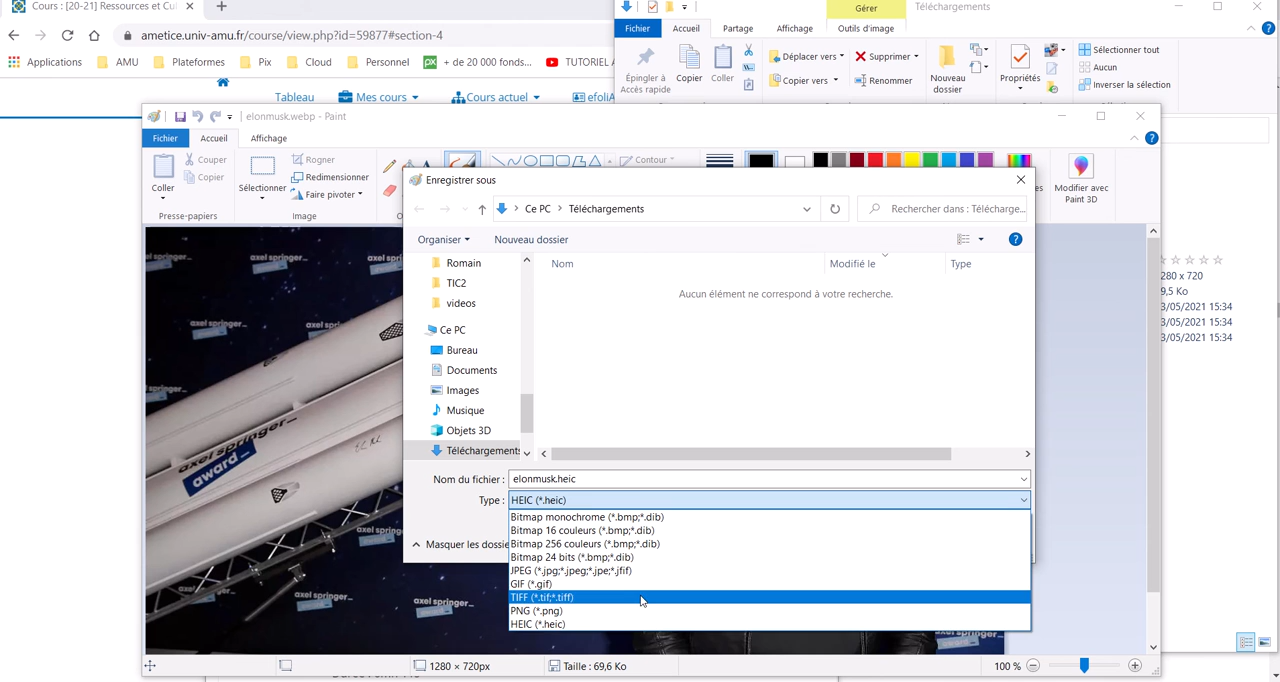 Cours : [20-21] Ressources et Cul
Téléchargements
Gérer
Fichier Accueil Partage Affichage Outils d'image
ametice.univ-amu.fr/course/view.php?id=59877#section-4
Applications AMU Plateformes Pix Cloud Personnel + de 20 000 fonds... TUTORIEL
Épingler à Accès rapide
Copier
Coller
Déplacer vers
Copier vers
Supprimer
Renommer
Nouveau dossier
Propriétés
Sélectionner tout
Aucun
Inverser la sélection
Tableau Mes cours Cours actuel efoliA
elonmusk.webp - Paint
Fichier Accueil Affichage
Coller
Couper
Copier
Presse-papiers
Sélectionner
Rogner
Redimensionner
Faire pivoter
Image
Contour
Modifier avec Paint 3D
Enregistrer sous
Ce PC > Téléchargements
Rechercher dans : Télécharge...
Organiser Nouveau dossier
Romain
TIC2
videos
Ce PC
Bureau
Documents
Images
Musique
Objets 3D
Téléchargements
Nom Modifié le Type
Aucun élément ne correspond à votre recherche.
Nom du fichier : elonmusk.heic
Type : HEIC (*.heic)
Bitmap monochrome (*.bmp;*.dib)
Bitmap 16 couleurs (*.bmp;*.dib)
Bitmap 256 couleurs (*.bmp;*.dib)
Bitmap 24 bits (*.bmp;*.dib)
JPEG (*.jpg;*.jpeg;*.jpe;*.jfif)
GIF (*.gif)
TIFF (*.tif;*.tiff)
PNG (*.png)
HEIC (*.heic)
Masquer les dossie
280 x 720
9,5 Ko
3/05/2021 15:34
3/05/2021 15:34
3/05/2021 15:34
axel springer
award
1280 × 720px
Taille : 69,6 Ko
100 %